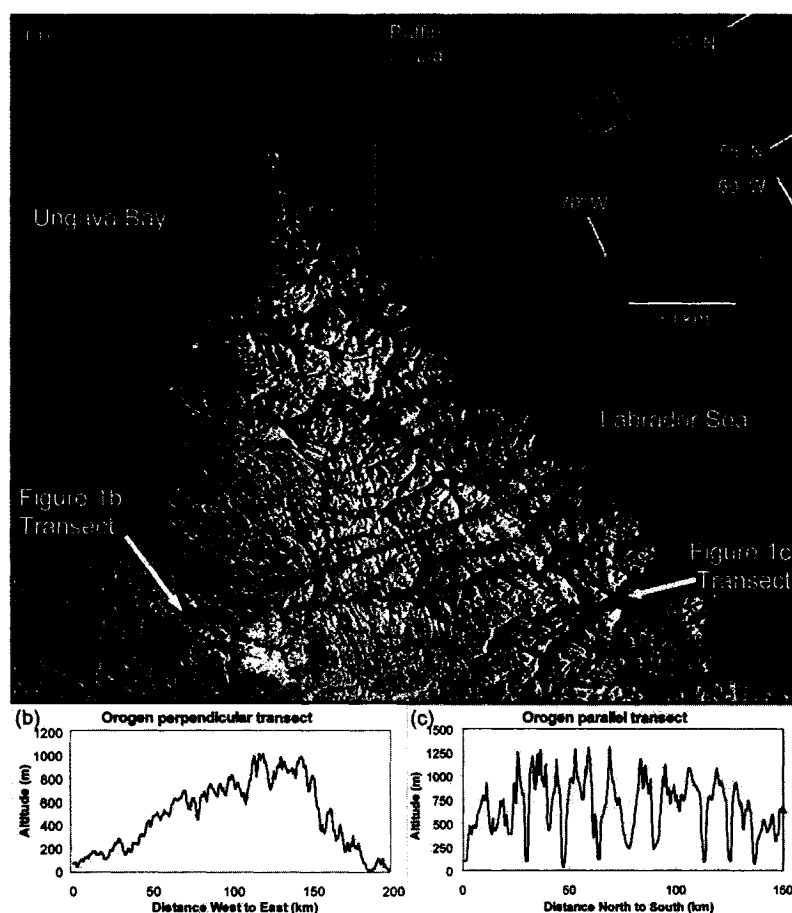 Ungava Bay
Labrador Sea
Figure 1b
Transect
Figure 1c
Transect
(b) Orogen perpendicular transect
1200
1000
800
600
400
200
0
Altitude (m)
0 50 100 150 200
Distance West to East (km)
(c) Orogen parallel transect
1500
1250
1000
750
500
250
0
Altitude (m)
0 50 100 150
Distance North to South (km)